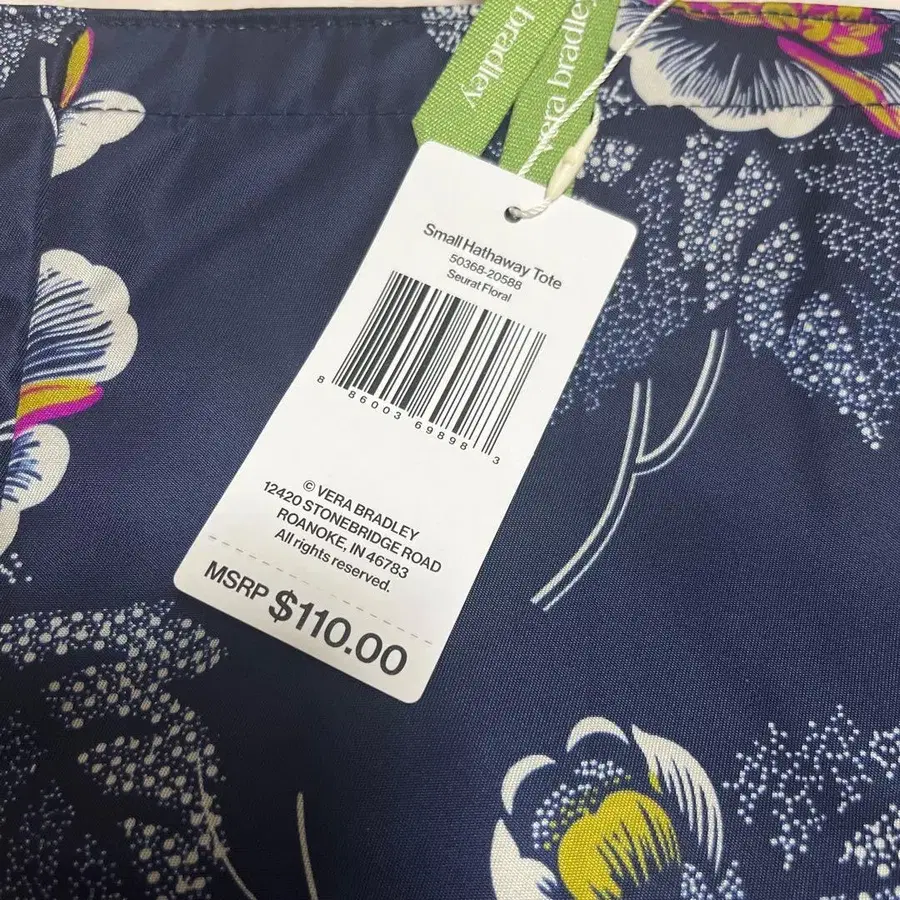 bradley
vera bradley
Small Hathaway Tote
50368-20588
Seurat Floral
8 86003 69898 3
© VERA BRADLEY
12420 STONEBRIDGE ROAD
ROANOKE, IN 46783
All rights reserved.
MSRP $110.00